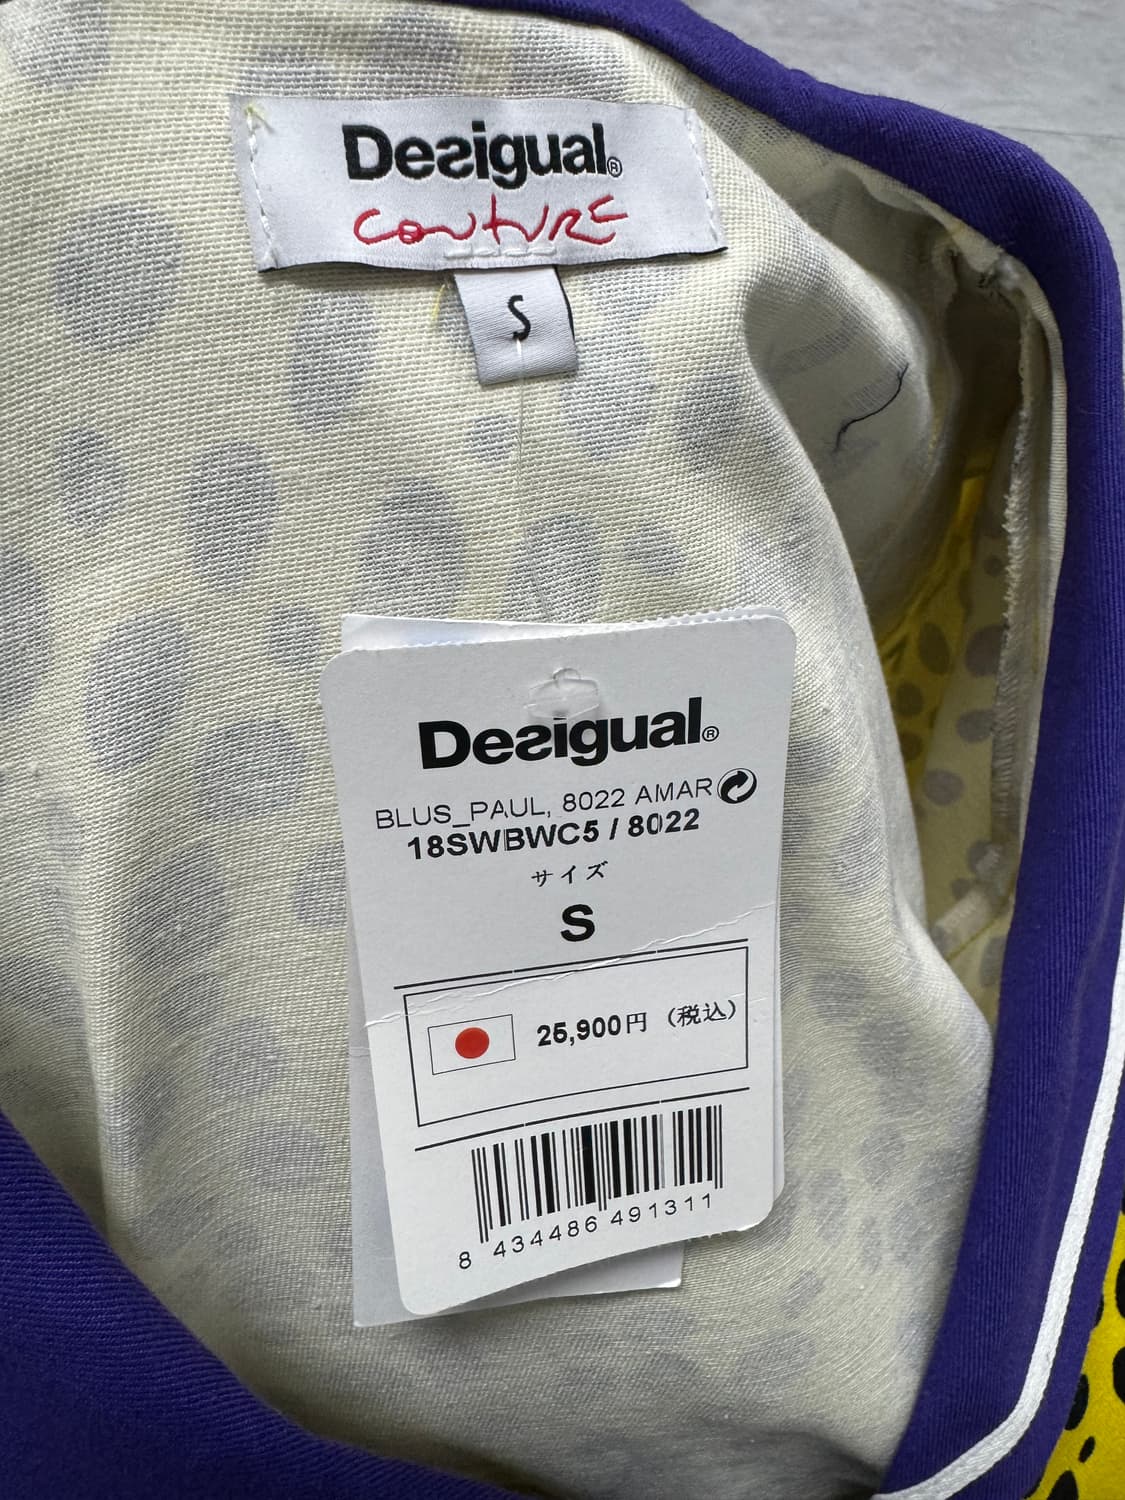 Desigual®
COUTURE
S
Desigual®
BLUS_PAUL, 8022 AMAR
18SWBWC5 / 8022
サイズ
S
25,900円 (税込)
8 434486 491311